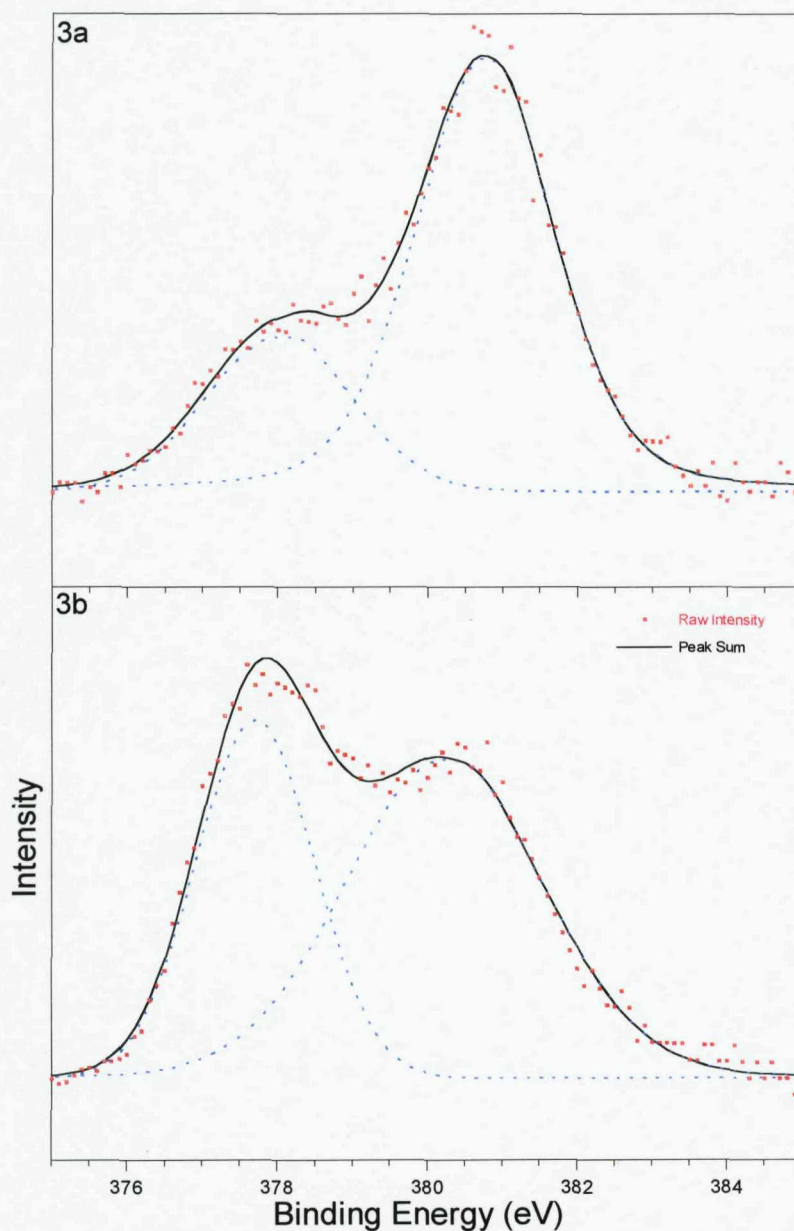 3a
3b
Raw Intensity
Peak Sum
Intensity
376 378 380 382 384
Binding Energy (eV)